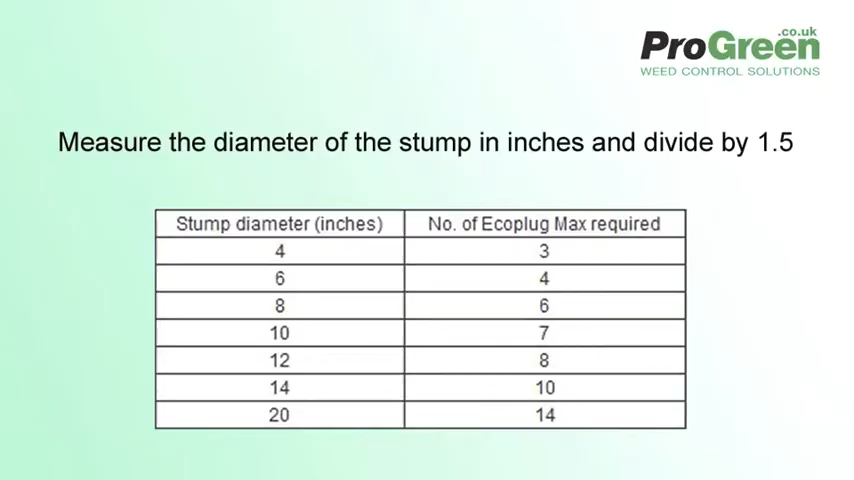 ProGreen.co.uk
WEED CONTROL SOLUTIONS
Measure the diameter of the stump in inches and divide by 1.5
Stump diameter (inches) No. of Ecoplug Max required
4 3
6 4
8 6
10 7
12 8
14 10
20 14